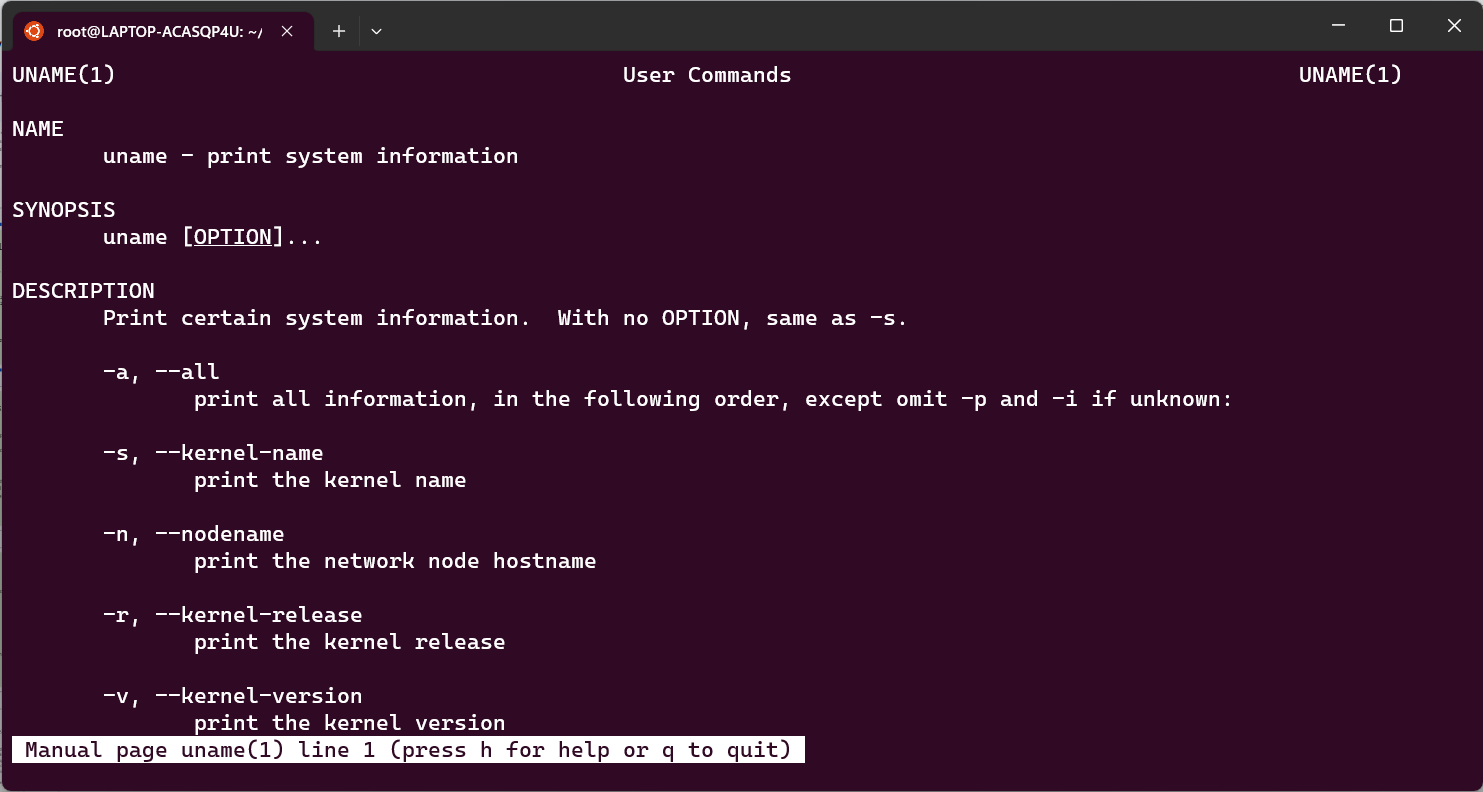 root@LAPTOP-ACASQP4U: ~/
UNAME(1) User Commands UNAME(1)
NAME
uname - print system information
SYNOPSIS
uname [OPTION]...
DESCRIPTION
Print certain system information.  With no OPTION, same as -s.
-a, --all
print all information, in the following order, except omit -p and -i if unknown:
-s, --kernel-name
print the kernel name
-n, --nodename
print the network node hostname
-r, --kernel-release
print the kernel release
-v, --kernel-version
print the kernel version
Manual page uname(1) line 1 (press h for help or q to quit)